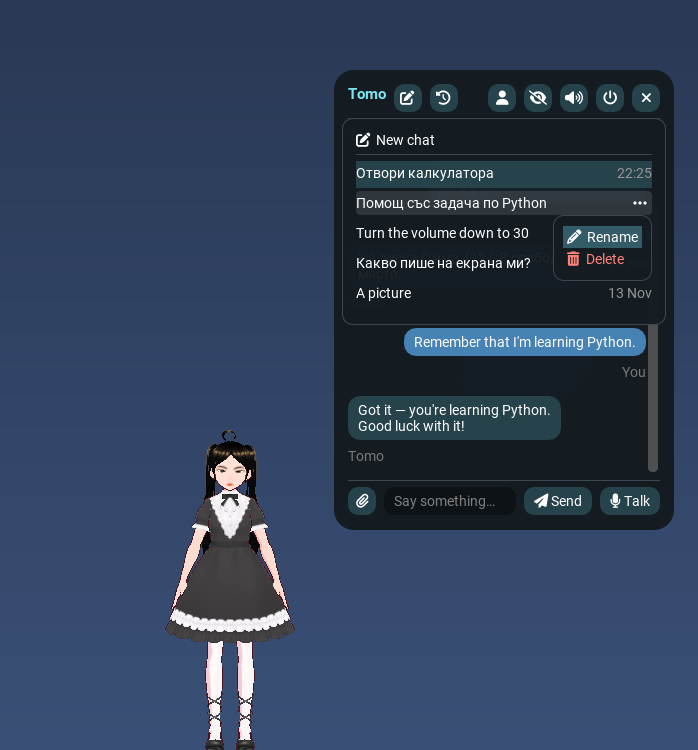 Tomo
New chat
Отвори калкулатора 22:25
Помощ със задача по Python
Turn the volume down to 30
Rename
Какво пише на екрана ми?
Delete
A picture 13 Nov
Remember that I'm learning Python.
You
Got it — you're learning Python.
Good luck with it!
Tomo
Say something...
Send
Talk